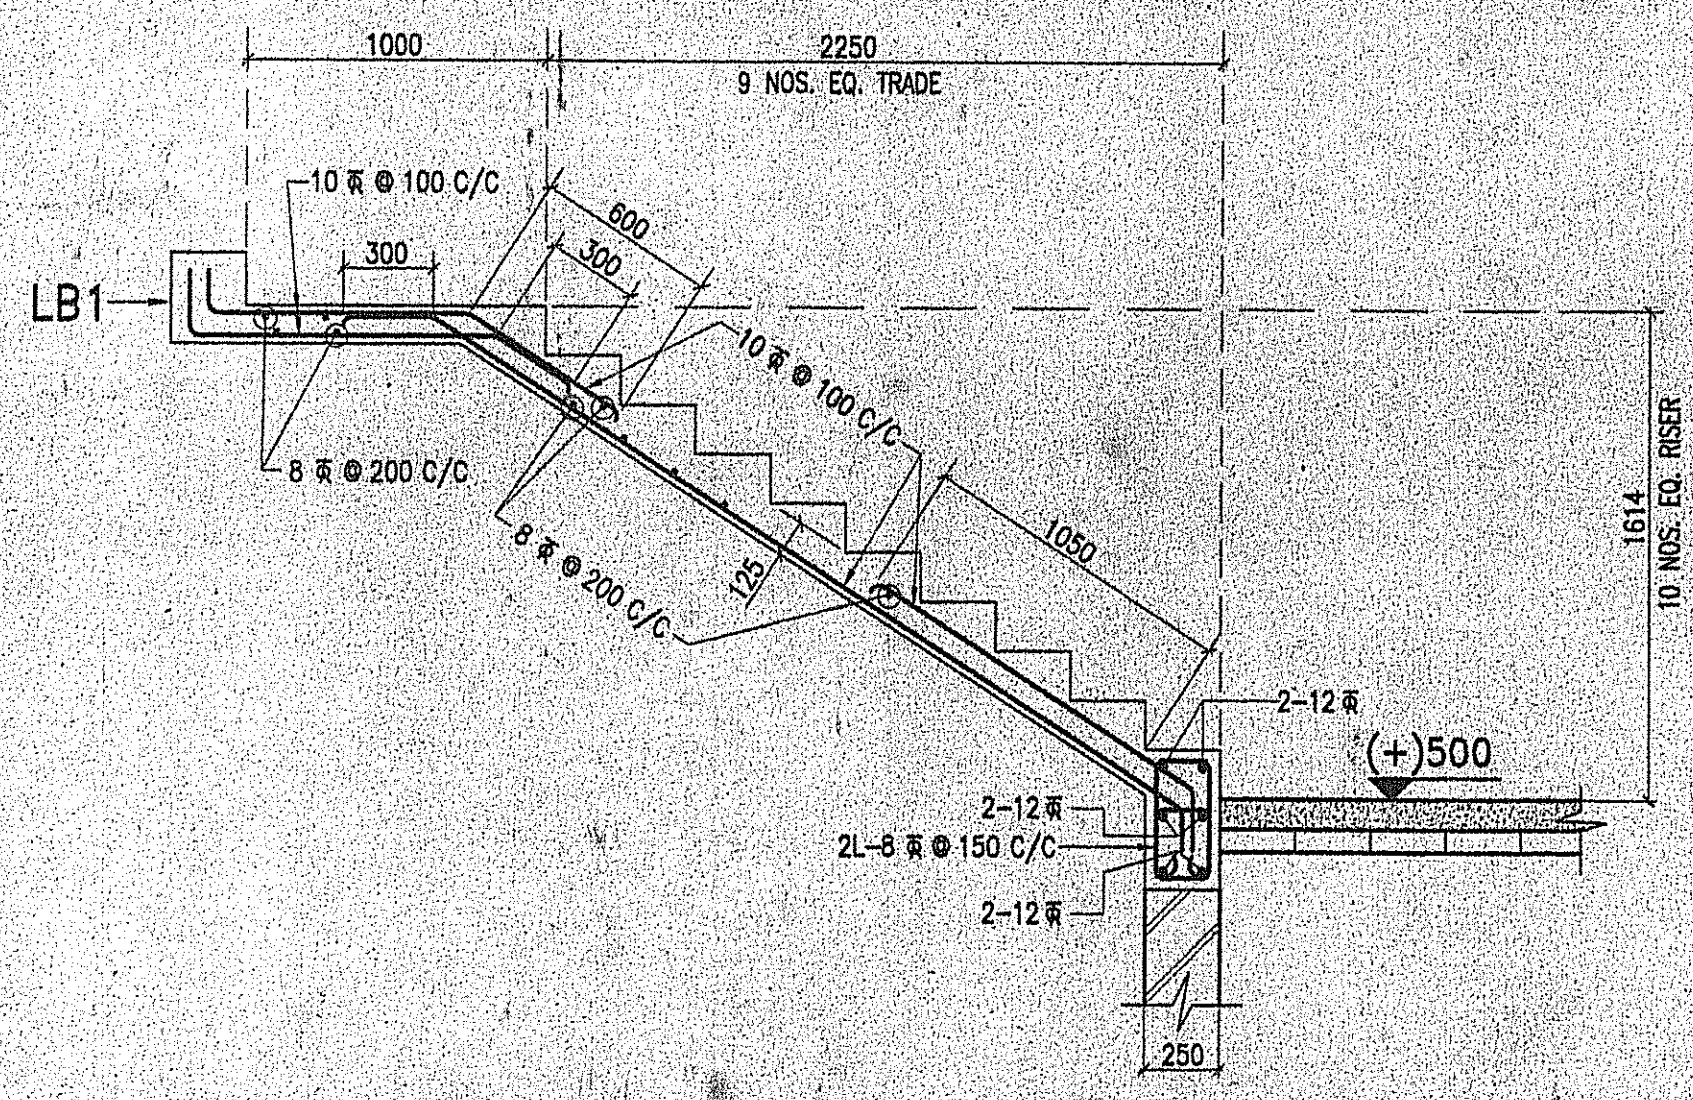 1000
2250
9 NOS. EQ. TRADE
10 Φ @ 100 C/C
600
300
300
LB1
10 Φ @ 100 C/C
8 Φ @ 200 C/C
8 Φ @ 200 C/C
125
1050
1614
10 NOS. EQ. RISER
2-12 Φ
(+)500
2-12 Φ
2L-8 Φ @ 150 C/C
2-12 Φ
250